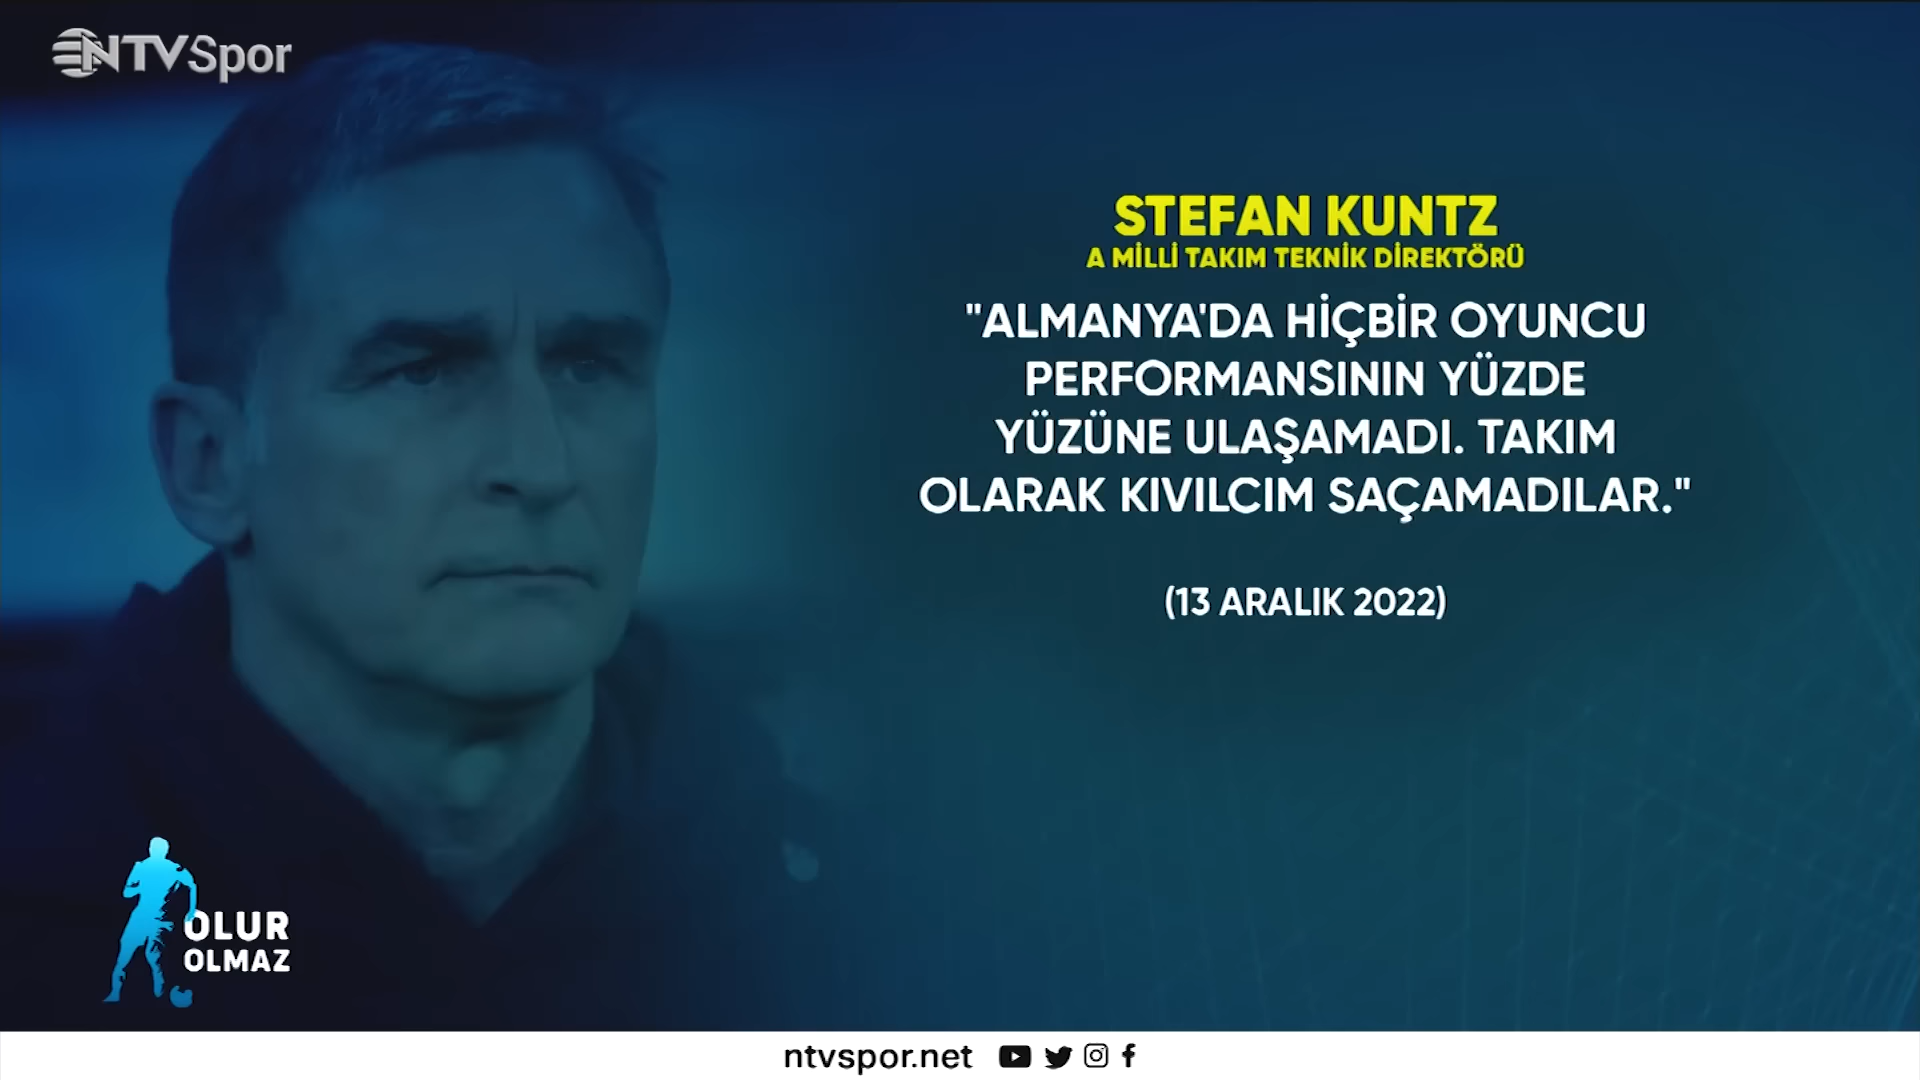 NTVSpor
STEFAN KUNTZ
A MİLLİ TAKIM TEKNİK DİREKTÖRÜ
"ALMANYA'DA HİÇBİR OYUNCU
PERFORMANSININ YÜZDE
YÜZÜNE ULAŞAMADI. TAKIM
OLARAK KIVILCIM SAÇAMADILAR."
(13 ARALIK 2022)
OLUR
OLMAZ
ntvspor.net